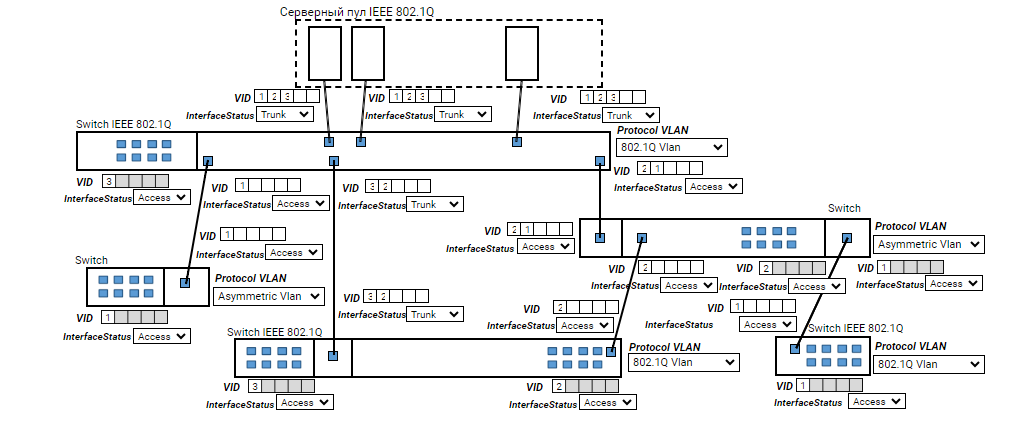 Серверный пул IEEE 802.1Q
VID 1 2 3
InterfaceStatus Trunk
VID 1 2 3
InterfaceStatus Trunk
VID 1 2 3
InterfaceStatus Trunk
Switch IEEE 802.1Q
Protocol VLAN
802.1Q Vlan
VID 3
InterfaceStatus Access
VID 1
InterfaceStatus Access
VID 3 2
InterfaceStatus Trunk
VID 2 1
InterfaceStatus Access
Switch
VID 1
InterfaceStatus Access
VID 2 1
InterfaceStatus Access
Protocol VLAN
Asymmetric Vlan
Switch
Protocol VLAN
Asymmetric Vlan
VID 2
InterfaceStatus Access
VID 2
InterfaceStatus Access
VID 1
InterfaceStatus Access
VID 1
InterfaceStatus Access
VID 3 2
InterfaceStatus Trunk
VID 2
InterfaceStatus Access
VID 1
InterfaceStatus Access
Switch IEEE 802.1Q
Protocol VLAN
802.1Q Vlan
Switch IEEE 802.1Q
Protocol VLAN
802.1Q Vlan
VID 3
InterfaceStatus Access
VID 2
InterfaceStatus Access
VID 1
InterfaceStatus Access